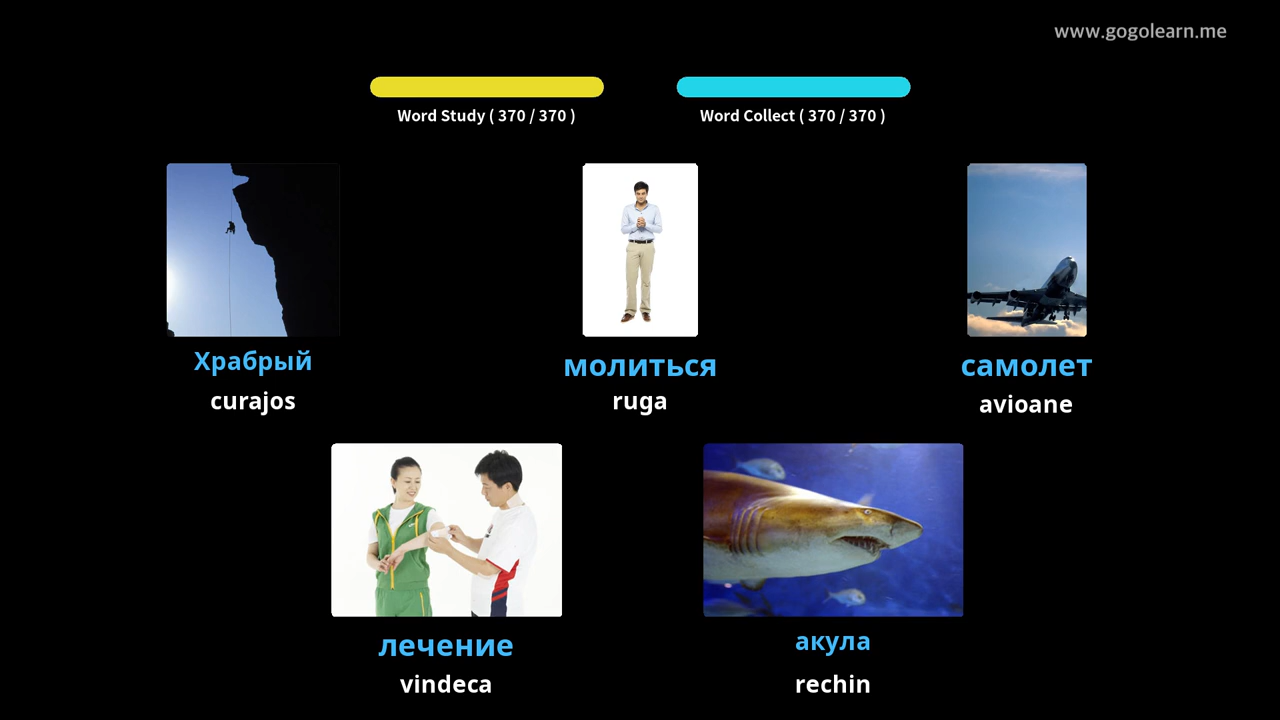 www.gogolearn.me
Word Study ( 370 / 370 )
Word Collect ( 370 / 370 )
Храбрый
curajos
молиться
ruga
самолет
avioane
лечение
vindeca
акула
rechin